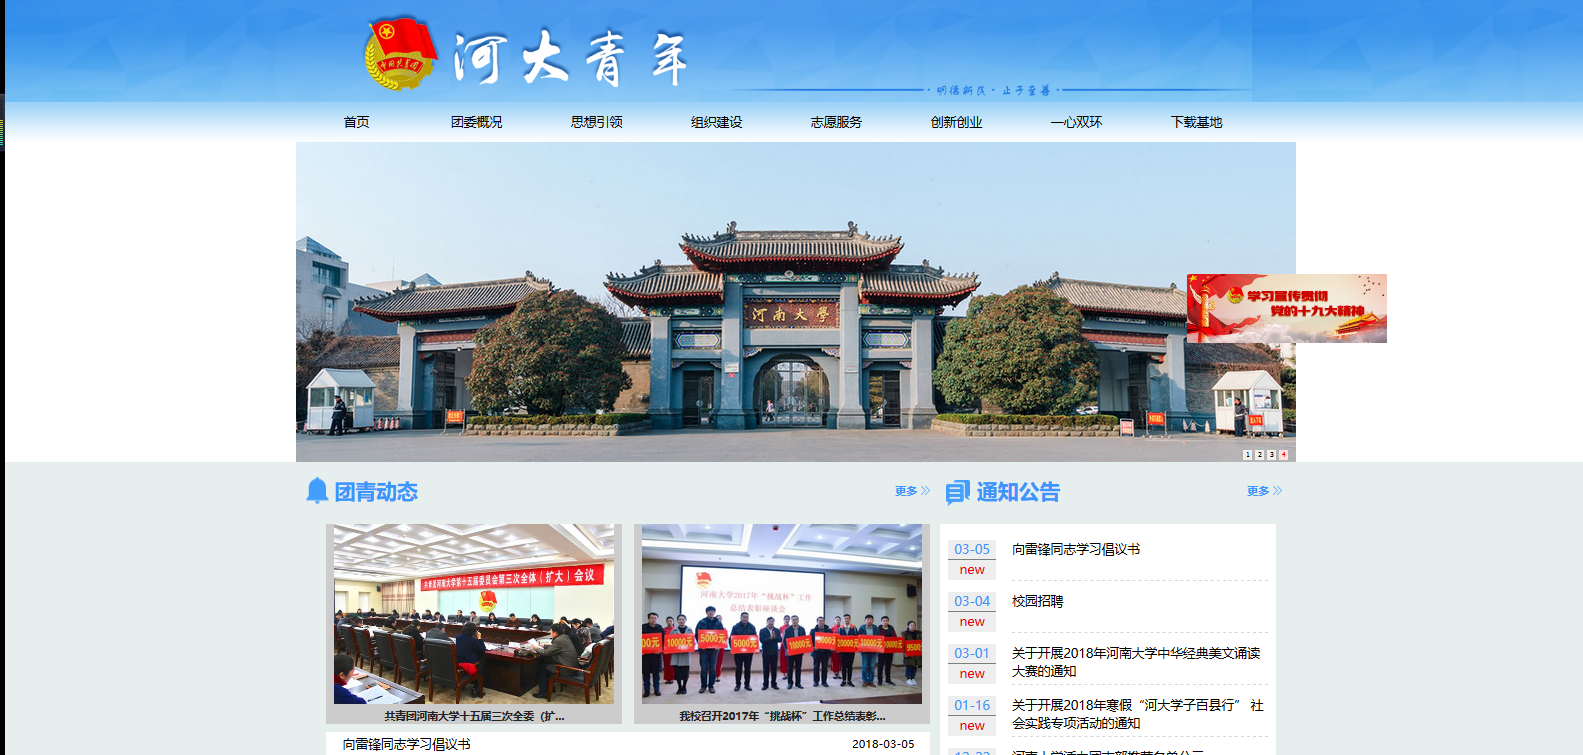 中国共青团
河大青年
·明德新民·止于至善·
首页
团委概况
思想引领
组织建设
志愿服务
创新创业
一心双环
下载基地
河南大學
学习宣传贯彻
党的十九大精神
1 2 3 4
团青动态
更多
通知公告
更多
共青团河南大学第十五届委员会第三次全体（扩大）会议
共青团河南大学十五届三次全委（扩...
河南大学2017年“挑战杯”工作
总结表彰座谈会
00元
10000元
5000元
5000元
10000元
20000元
10000元
10000元
9500
我校召开2017年“挑战杯”工作总结表彰...
向雷锋同志学习倡议书
2018-03-05
03-05
new
向雷锋同志学习倡议书
03-04
new
校园招聘
03-01
new
关于开展2018年河南大学中华经典美文诵读
大赛的通知
01-16
new
关于开展2018年寒假“河大学子百县行” 社
会实践专项活动的通知